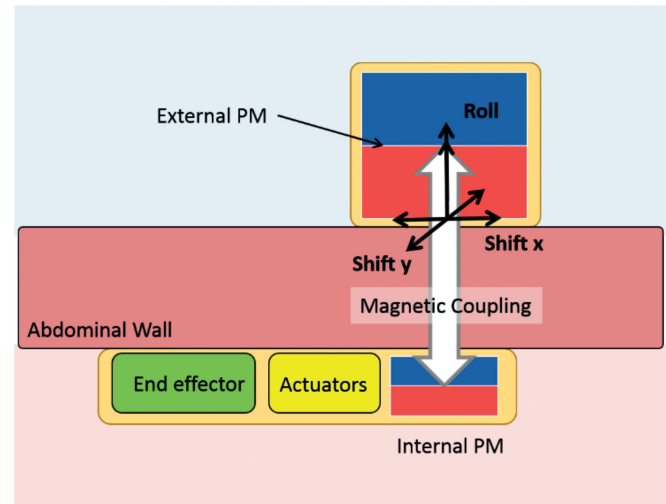 Roll
External PM
Shift x
Shift y
Magnetic Coupling
Abdominal Wall
End effector
Actuators
Internal PM